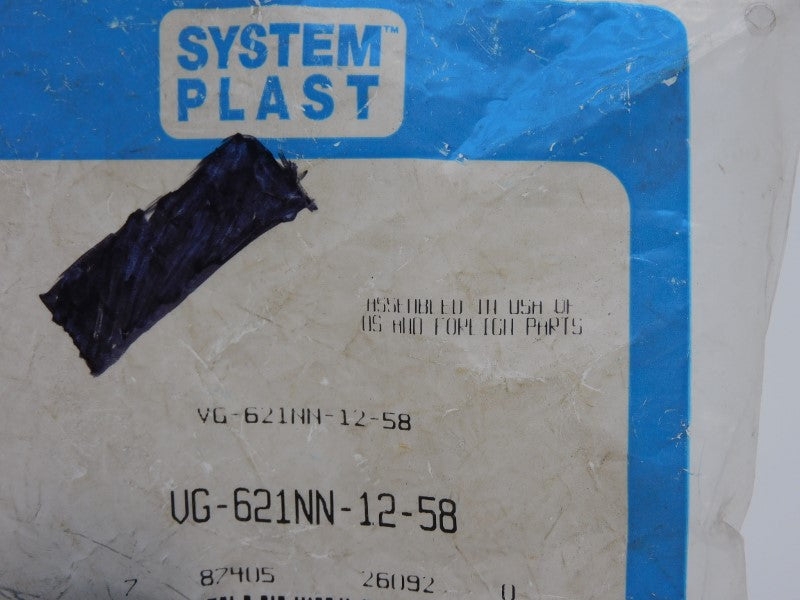 SYSTEM™
PLAST
ASSEMBLED IN USA OF
US AND FOREIGN PARTS
VG-621NN-12-58
VG-621NN-12-58
7 87405 26092 0